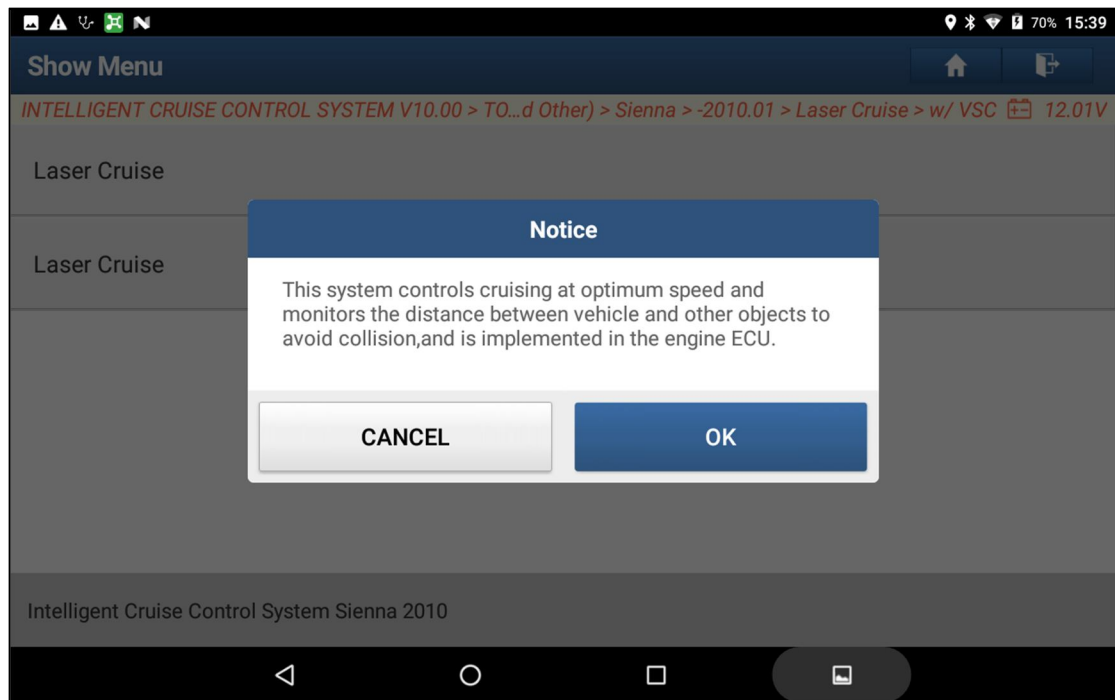 70% 15:39
Show Menu
INTELLIGENT CRUISE CONTROL SYSTEM V10.00 > TO...d Other) > Sienna > -2010.01 > Laser Cruise > w/ VSC 12.01V
Laser Cruise
Laser Cruise
Notice
This system controls cruising at optimum speed and
monitors the distance between vehicle and other objects to
avoid collision,and is implemented in the engine ECU.
CANCEL OK
Intelligent Cruise Control System Sienna 2010